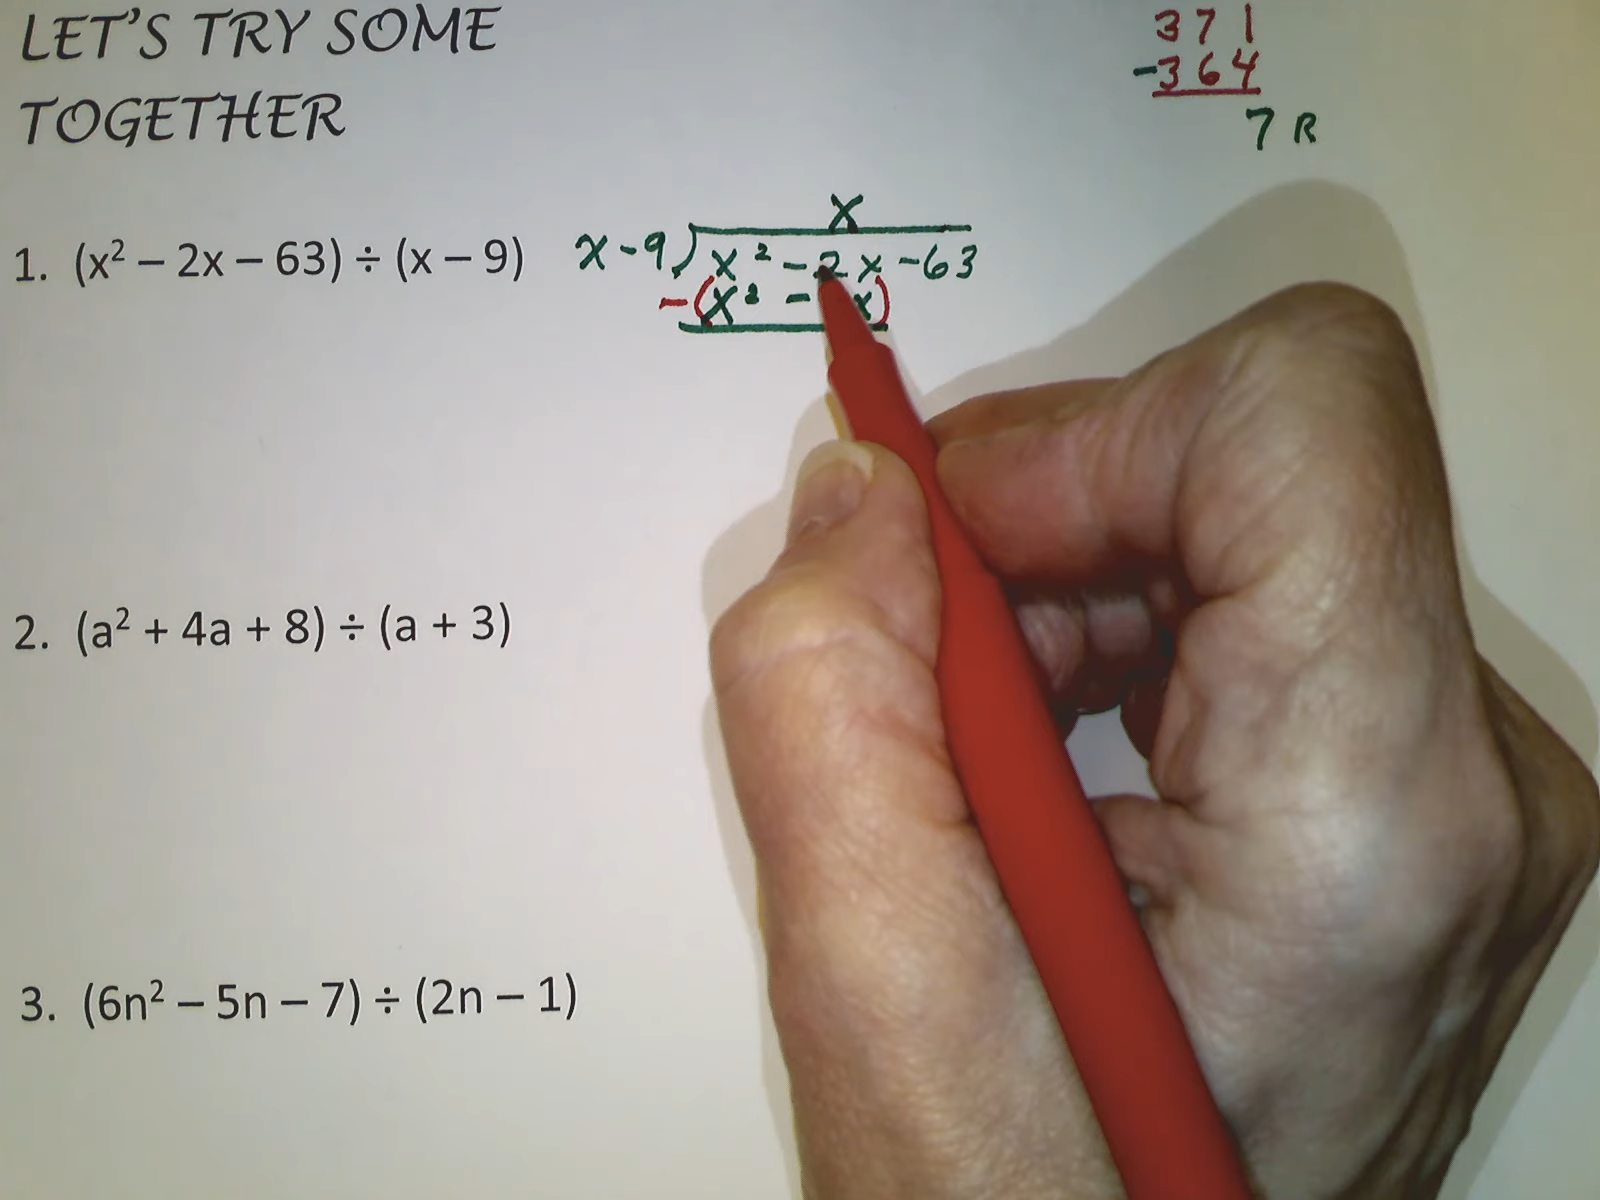 LET'S TRY SOME
TOGETHER
371
-364
7 R
1. (x² – 2x – 63) ÷ (x – 9)
x
x - 9) x² - 2x - 63
-(x² - x)
2. (a² + 4a + 8) ÷ (a + 3)
3. (6n² – 5n – 7) ÷ (2n – 1)